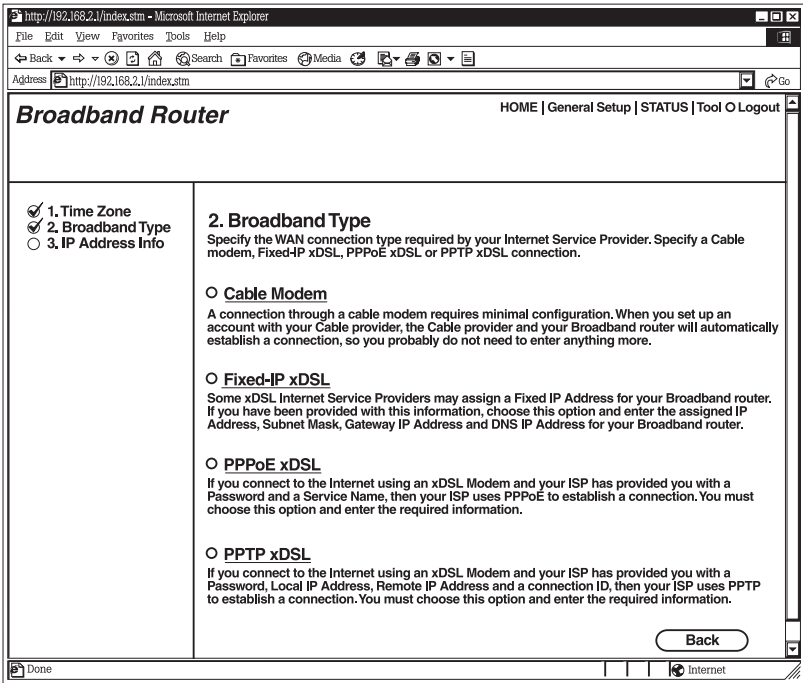 http://192.168.2.1/index.stm - Microsoft Internet Explorer
File Edit View Favorites Tools Help
Back Search Favorites Media
Address http://192.168.2.1/index.stm Go
Broadband Router
HOME | General Setup | STATUS | Tool Logout
1. Time Zone
2. Broadband Type
3. IP Address Info
2. Broadband Type
Specify the WAN connection type required by your Internet Service Provider. Specify a Cable
modem, Fixed-IP xDSL, PPPoE xDSL or PPTP xDSL connection.
Cable Modem
A connection through a cable modem requires minimal configuration. When you set up an
account with your Cable provider, the Cable provider and your Broadband router will automatically
establish a connection, so you probably do not need to enter anything more.
Fixed-IP xDSL
Some xDSL Internet Service Providers may assign a Fixed IP Address for your Broadband router.
If you have been provided with this information, choose this option and enter the assigned IP
Address, Subnet Mask, Gateway IP Address and DNS IP Address for your Broadband router.
PPPoE xDSL
If you connect to the Internet using an xDSL Modem and your ISP has provided you with a
Password and a Service Name, then your ISP uses PPPoE to establish a connection. You must
choose this option and enter the required information.
PPTP xDSL
If you connect to the Internet using an xDSL Modem and your ISP has provided you with a
Password, Local IP Address, Remote IP Address and a connection ID, then your ISP uses PPTP
to establish a connection. You must choose this option and enter the required information.
Back
Done Internet